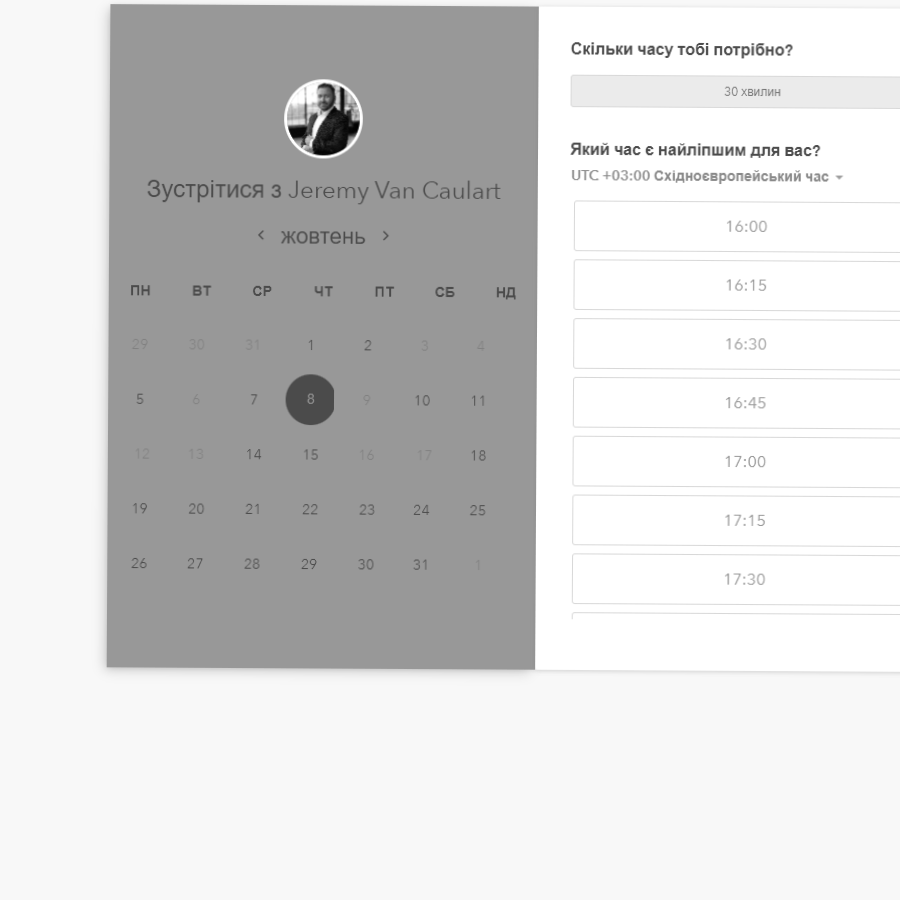 Зустрітися з Jeremy Van Caulart
‹ жовтень ›
ПН ВТ СР ЧТ ПТ СБ НД
29 30 31 1 2 3 4
5 6 7 8 9 10 11
12 13 14 15 16 17 18
19 20 21 22 23 24 25
26 27 28 29 30 31 1
Скільки часу тобі потрібно?
30 хвилин
Який час є найліпшим для вас?
UTC +03:00 Східноєвропейський час
16:00
16:15
16:30
16:45
17:00
17:15
17:30